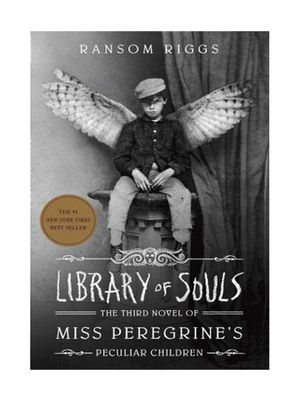 RANSOM RIGGS
THE #1
NEW YORK TIMES
BEST SELLER
LIBRARY OF SOULS
THE THIRD NOVEL OF
MISS PEREGRINE'S
PECULIAR CHILDREN